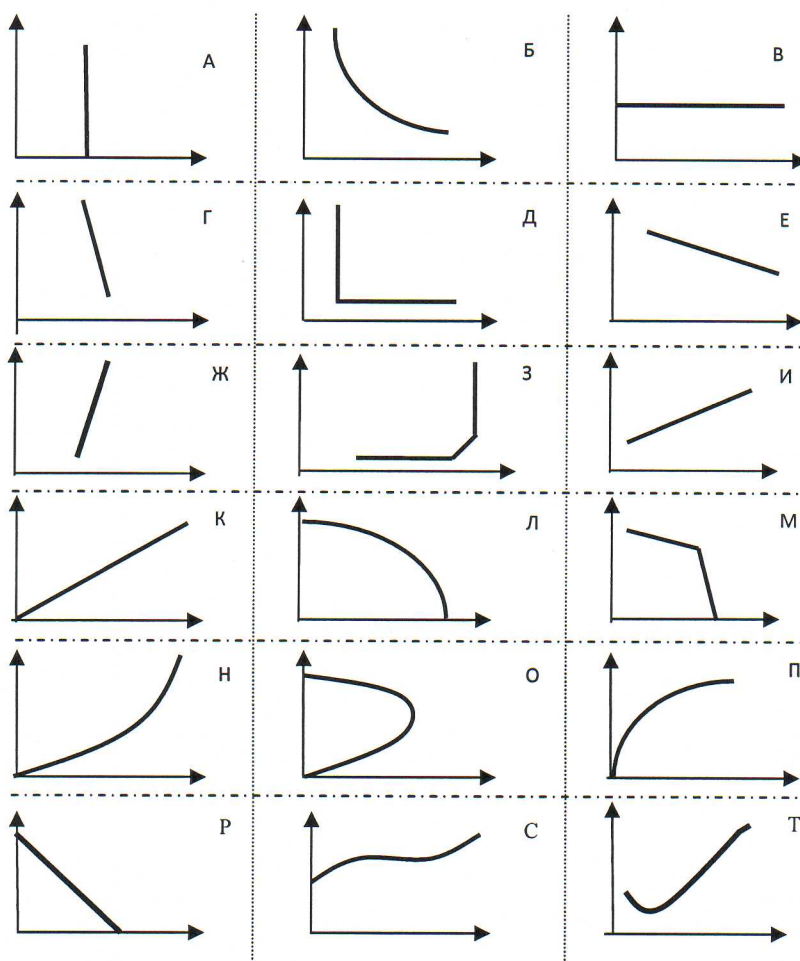 А Б В
Г Д Е
Ж З И
К Л М
Н О П
Р С Т